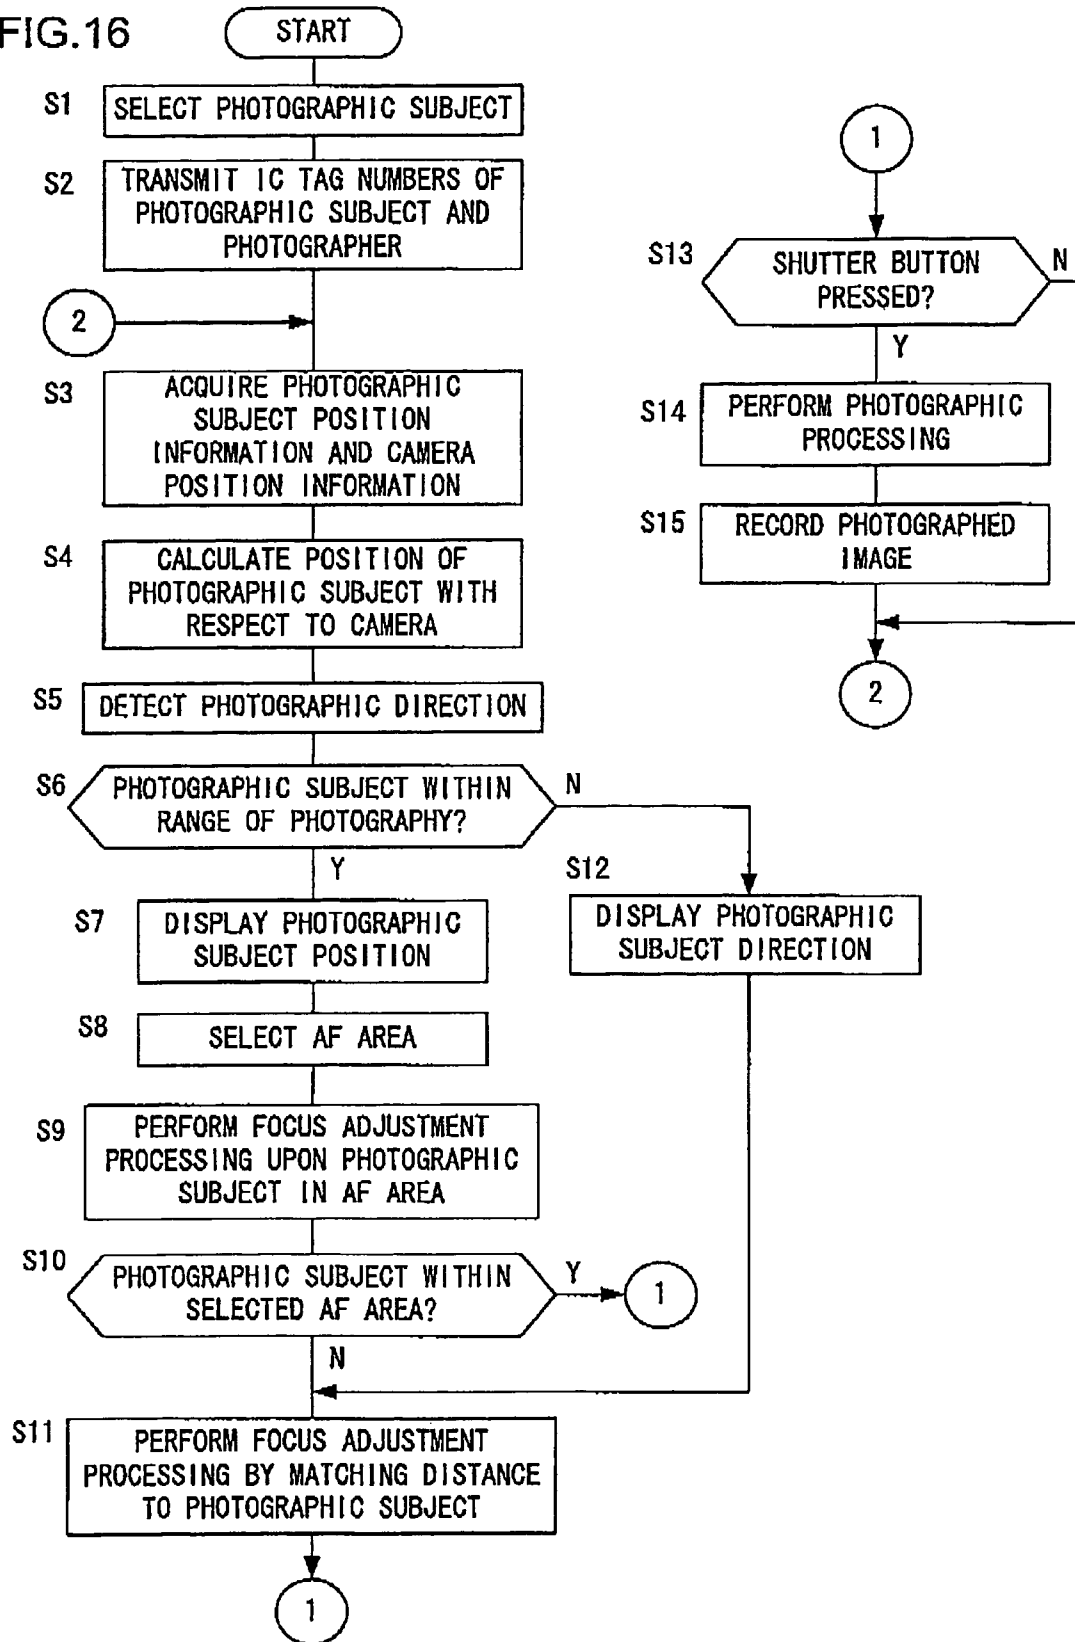 FIG.16
START
S1
SELECT PHOTOGRAPHIC SUBJECT
S2
TRANSMIT IC TAG NUMBERS OF
PHOTOGRAPHIC SUBJECT AND
PHOTOGRAPHER
2
S3
ACQUIRE PHOTOGRAPHIC
SUBJECT POSITION
INFORMATION AND CAMERA
POSITION INFORMATION
S4
CALCULATE POSITION OF
PHOTOGRAPHIC SUBJECT WITH
RESPECT TO CAMERA
S5
DETECT PHOTOGRAPHIC DIRECTION
S6
PHOTOGRAPHIC SUBJECT WITHIN
RANGE OF PHOTOGRAPHY?
N
Y
S7
DISPLAY PHOTOGRAPHIC
SUBJECT POSITION
S12
DISPLAY PHOTOGRAPHIC
SUBJECT DIRECTION
S8
SELECT AF AREA
S9
PERFORM FOCUS ADJUSTMENT
PROCESSING UPON PHOTOGRAPHIC
SUBJECT IN AF AREA
S10
PHOTOGRAPHIC SUBJECT WITHIN
SELECTED AF AREA?
Y
1
N
S11
PERFORM FOCUS ADJUSTMENT
PROCESSING BY MATCHING DISTANCE
TO PHOTOGRAPHIC SUBJECT
1
1
S13
SHUTTER BUTTON
PRESSED?
N
Y
S14
PERFORM PHOTOGRAPHIC
PROCESSING
S15
RECORD PHOTOGRAPHED
IMAGE
2